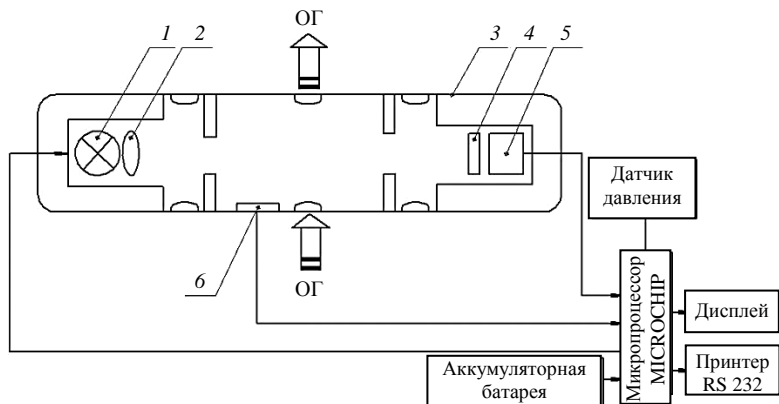 ОГ
1
2
3
4
5
Датчик
давления
6
ОГ
Микропроцессор
MICROCHIP
Дисплей
Аккумуляторная
батарея
Принтер
RS 232